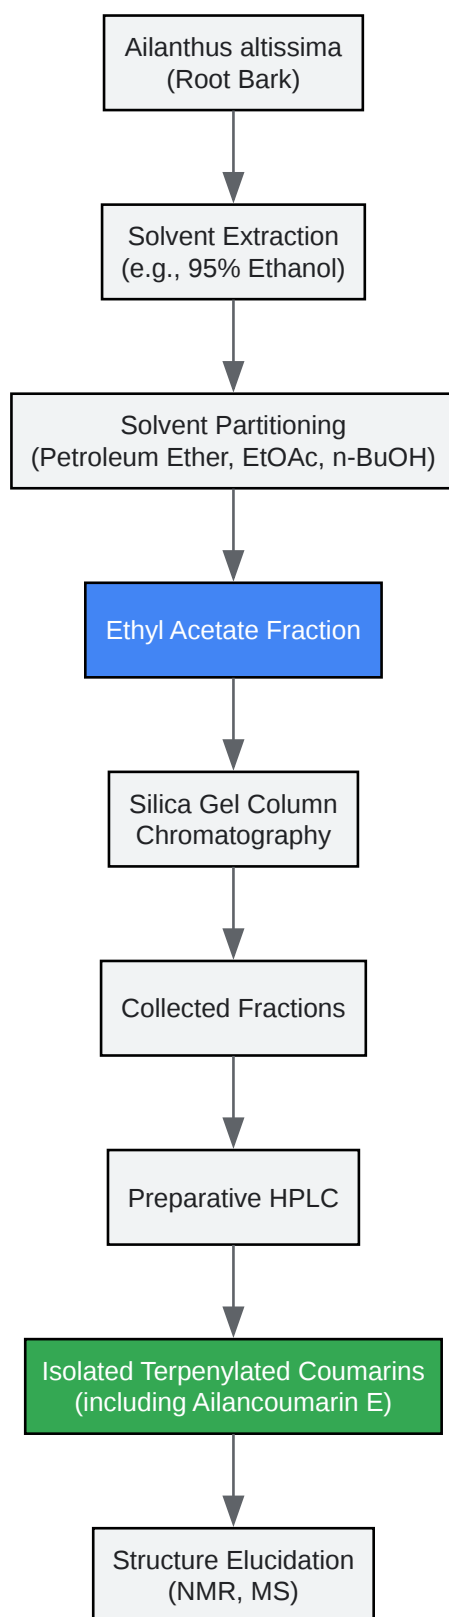 Ailanthus altissima
(Root Bark)
Solvent Extraction
(e.g., 95% Ethanol)
Solvent Partitioning
(Petroleum Ether, EtOAc, n-BuOH)
Ethyl Acetate Fraction
Silica Gel Column
Chromatography
Collected Fractions
Preparative HPLC
Isolated Terpenylated Coumarins
(including Ailancoumarin E)
Structure Elucidation
(NMR, MS)